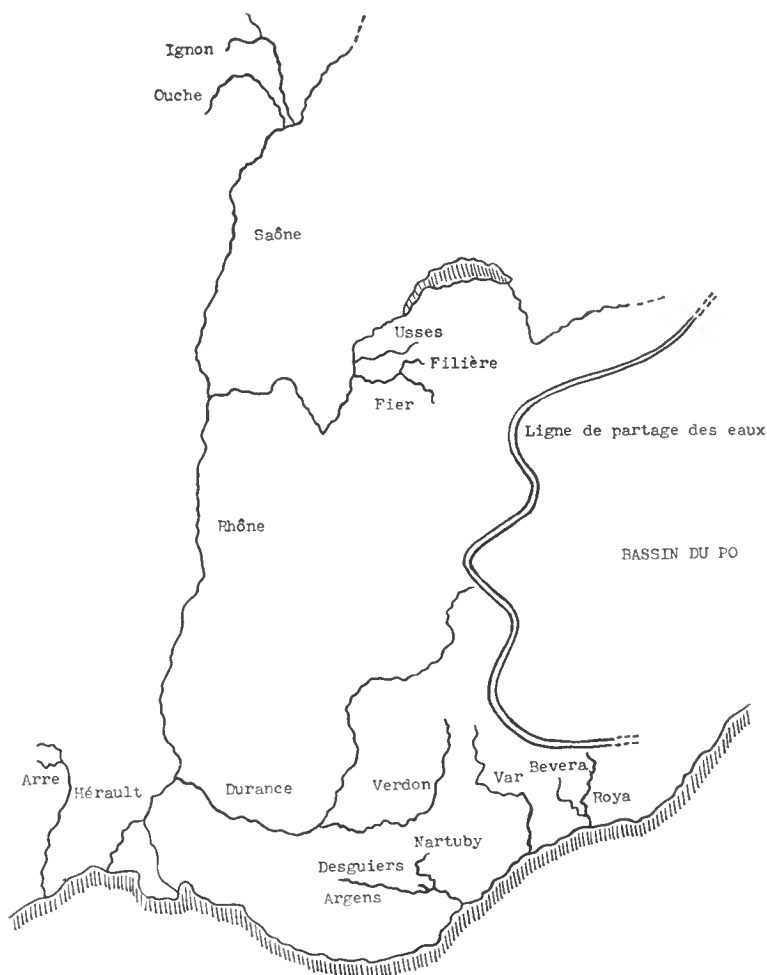 Ignon
Ouche
Saône
Usses
Filière
Fier
Ligne de partage des eaux
Rhône
BASSIN DU PO
Arre
Hérault
Durance
Verdon
Var
Bevera
Roya
Nartuby
Desguiers
Argens